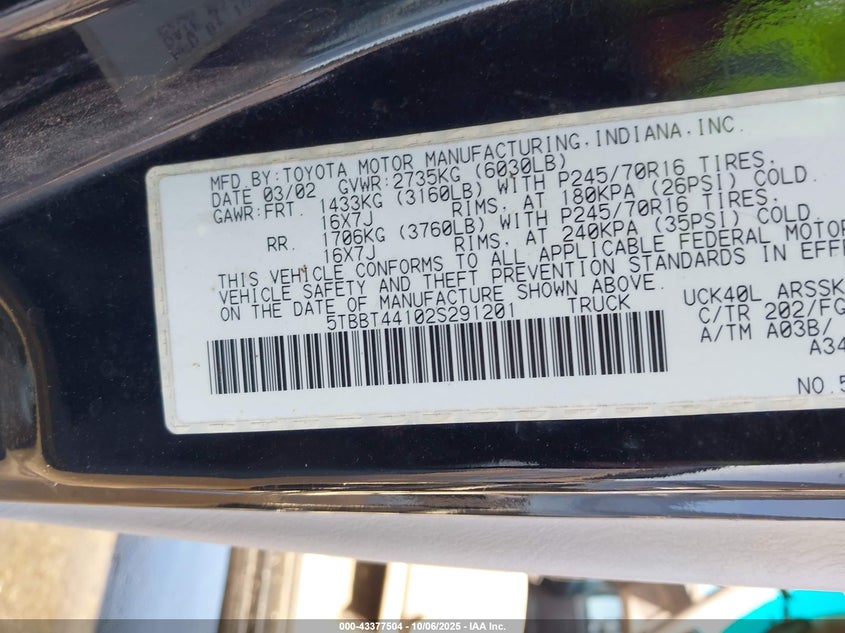 MFD.BY:TOYOTA MOTOR MANUFACTURING.INDIANA.INC.
DATE 03/02 GVWR:2735KG (6030LB)
GAWR:FRT. 1433KG (3160LB) WITH P245/70R16 TIRES.
16X7J RIMS. AT 180KPA (26PSI) COLD.
RR. 1706KG (3760LB) WITH P245/70R16 TIRES.
16X7J RIMS. AT 240KPA (35PSI) COLD.
THIS VEHICLE CONFORMS TO ALL APPLICABLE FEDERAL MOTOR
VEHICLE SAFETY AND THEFT PREVENTION STANDARDS IN EFFE
ON THE DATE OF MANUFACTURE SHOWN ABOVE.
5TBBT44102S291201 TRUCK
UCK40L ARSSK
C/TR 202/FG
A/TM A03B/
A34
NO.5
000-43377504 - 10/06/2025 - IAA Inc.